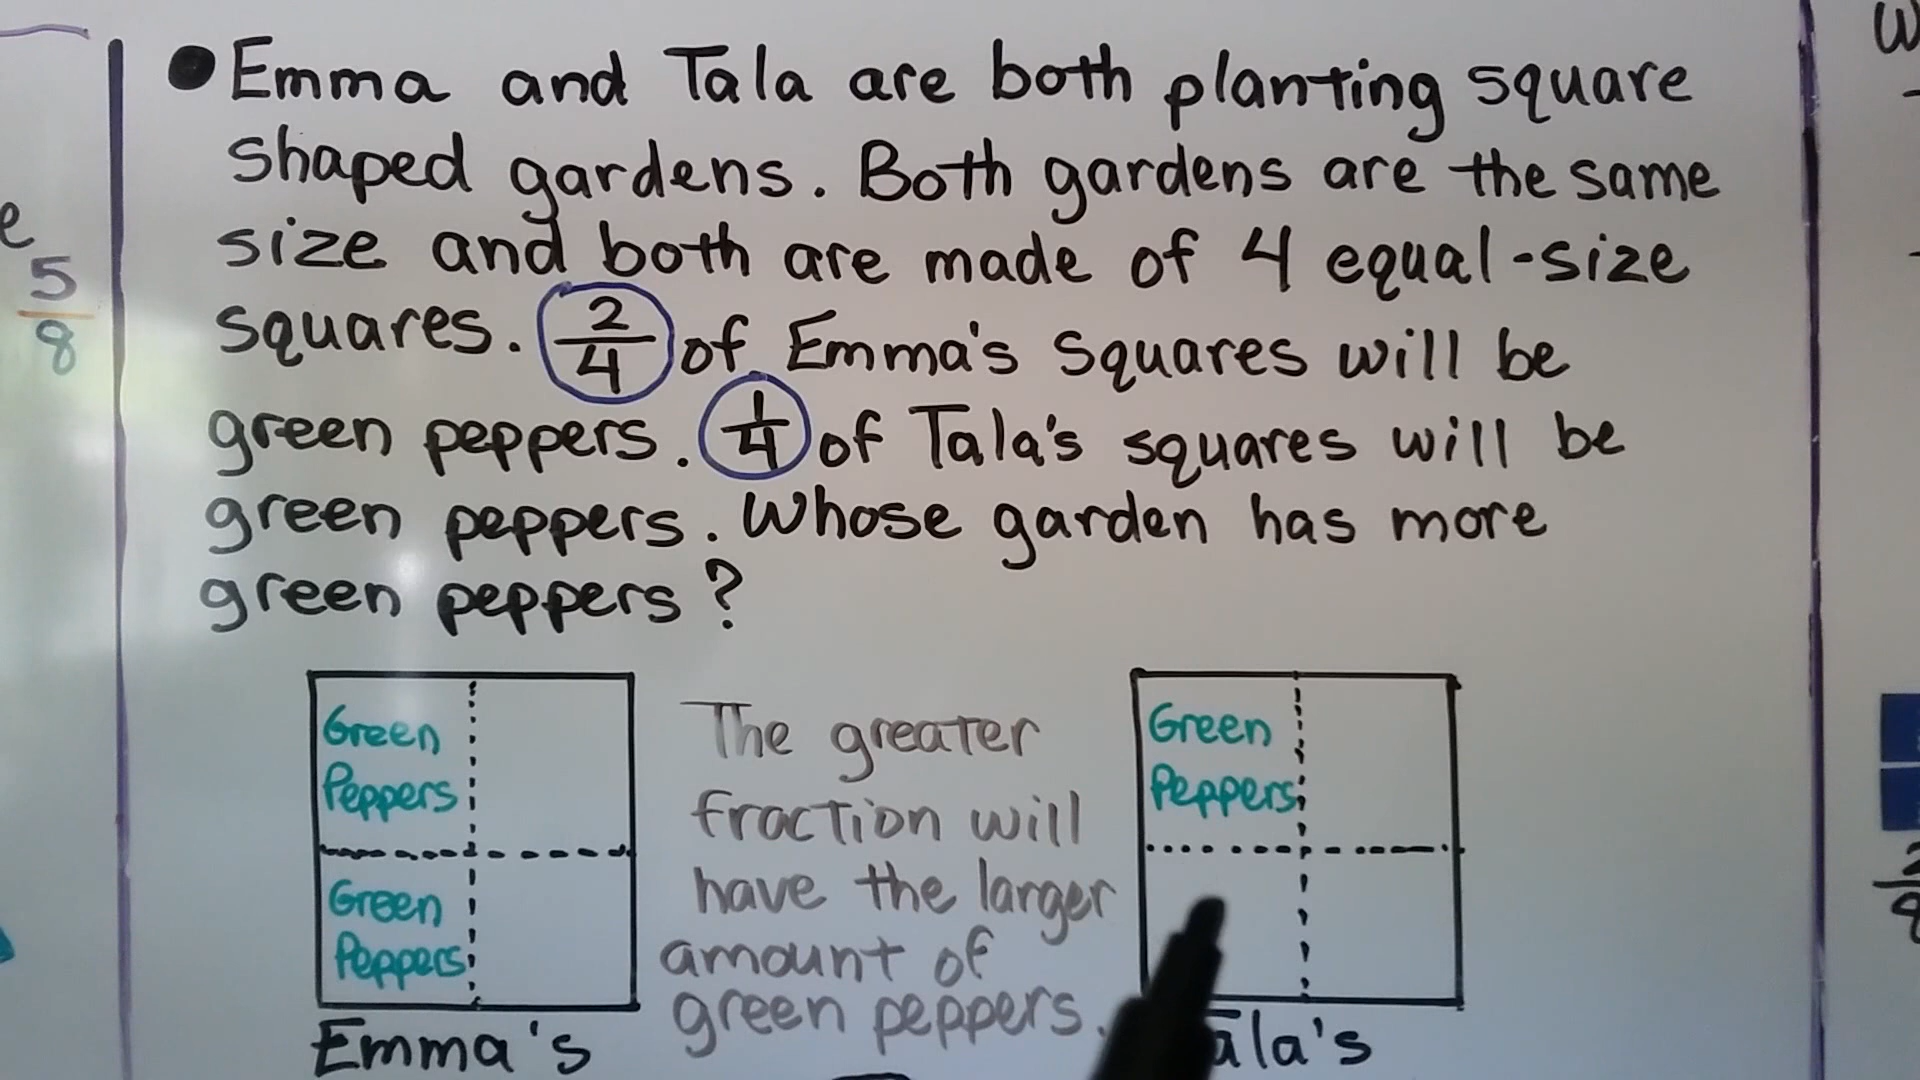 ● Emma and Tala are both planting square
shaped gardens. Both gardens are the same
size and both are made of 4 equal-size
squares. 2/4 of Emma's squares will be
green peppers. 1/4 of Tala's squares will be
green peppers. Whose garden has more
green peppers?
Green
Peppers
Green
Peppers
Emma's
The greater
fraction will
have the larger
amount of
green peppers.
Green
Peppers
ala's
e
5/8
W
2
8